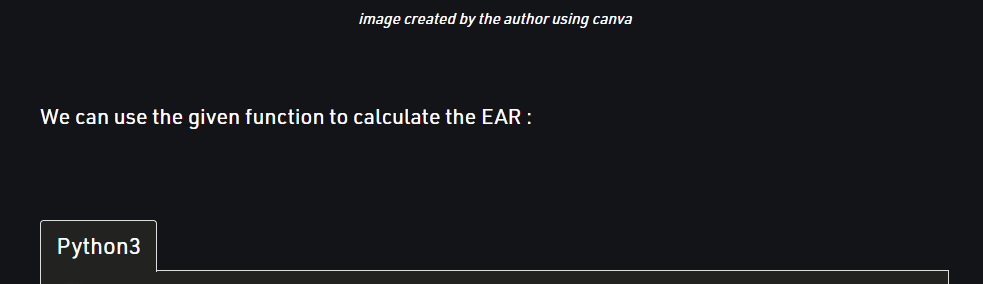 image created by the author using canva
We can use the given function to calculate the EAR :
Python3